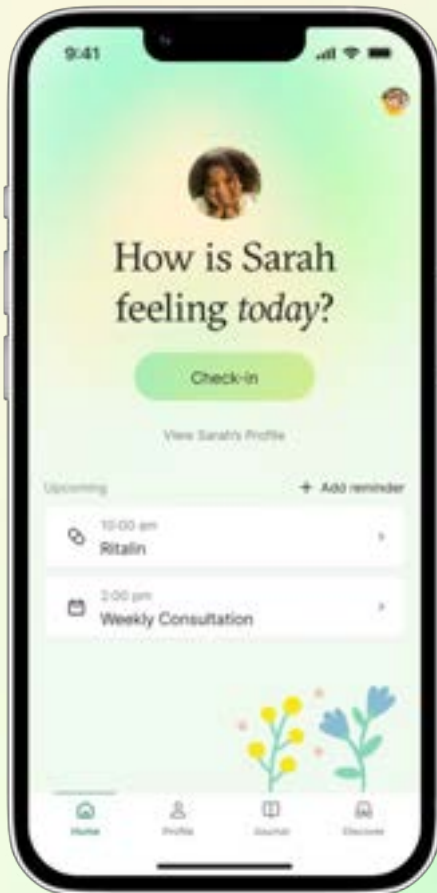 9:41
How is Sarah
feeling today?
Check-in
View Sarah's Profile
Upcoming
+ Add reminder
10:00 am
Ritalin
2:00 pm
Weekly Consultation
Home
Profile
Journal
Discover